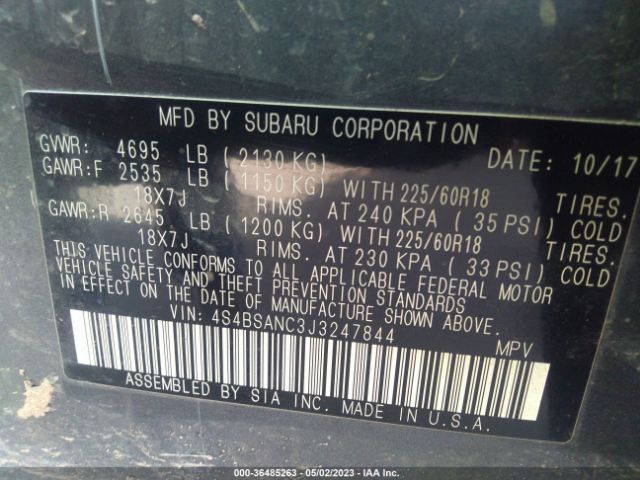 MFD BY SUBARU CORPORATION
GVWR: 4695 LB ( 2130 KG) DATE: 10/17
GAWR:F 2535 LB ( 1150 KG) WITH 225/60R18 TIRES.
18X7J RIMS. AT 240 KPA ( 35 PSI) COLD
GAWR:R 2645 LB ( 1200 KG) WITH 225/60R18 TIRES.
18X7J RIMS. AT 230 KPA ( 33 PSI) COLD
THIS VEHICLE CONFORMS TO ALL APPLICABLE FEDERAL MOTOR
VEHICLE SAFETY AND THEFT PREVENTION STANDARDS
IN EFFECT ON THE DATE OF MANUFACTURE SHOWN ABOVE.
VIN: 4S4BSANC3J3247844 MPV
ASSEMBLED BY SIA INC. MADE IN U.S.A.
000-36485263 - 05/02/2023 - IAA Inc.